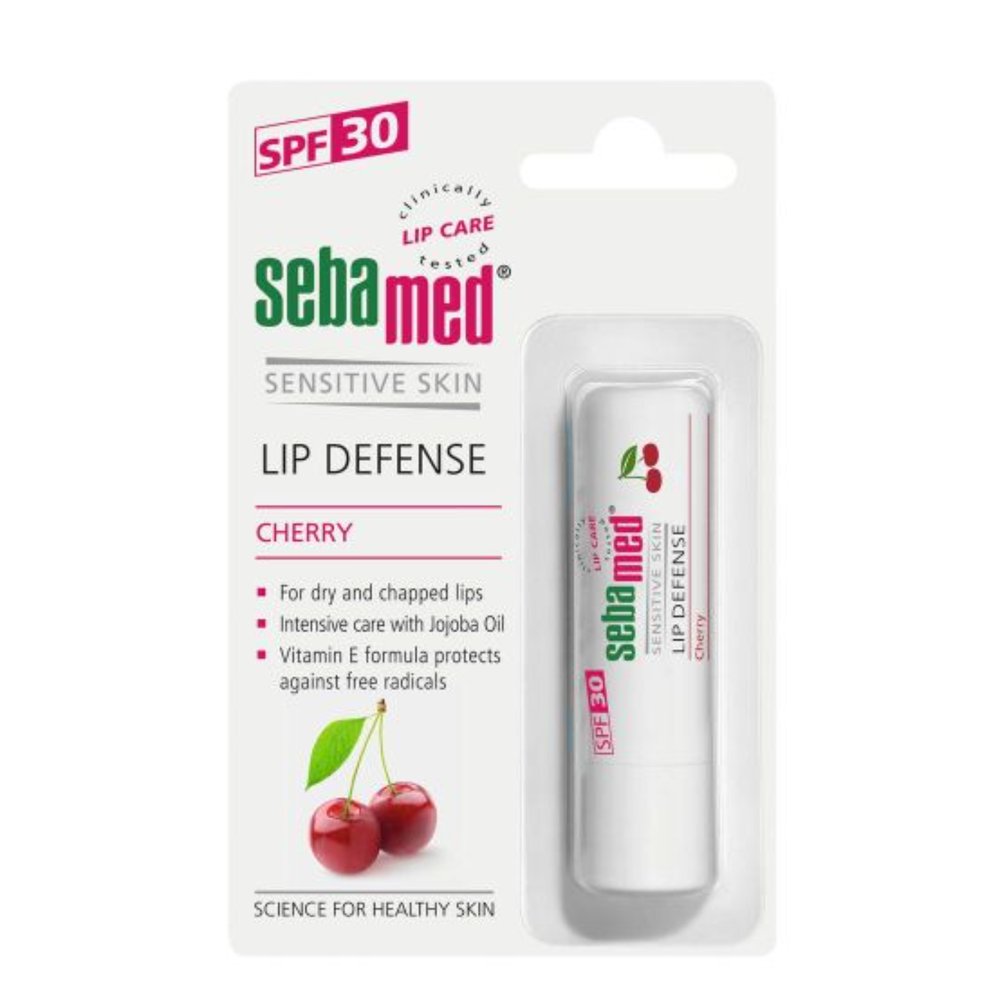 SPF 30
clinically
LIP CARE
tested
sebamed®
SENSITIVE SKIN
LIP DEFENSE
CHERRY
▪ For dry and chapped lips
▪ Intensive care with Jojoba Oil
▪ Vitamin E formula protects
against free radicals
SCIENCE FOR HEALTHY SKIN
clinically
LIP CARE
tested
sebamed®
SENSITIVE SKIN
LIP DEFENSE
Cherry
SPF 30